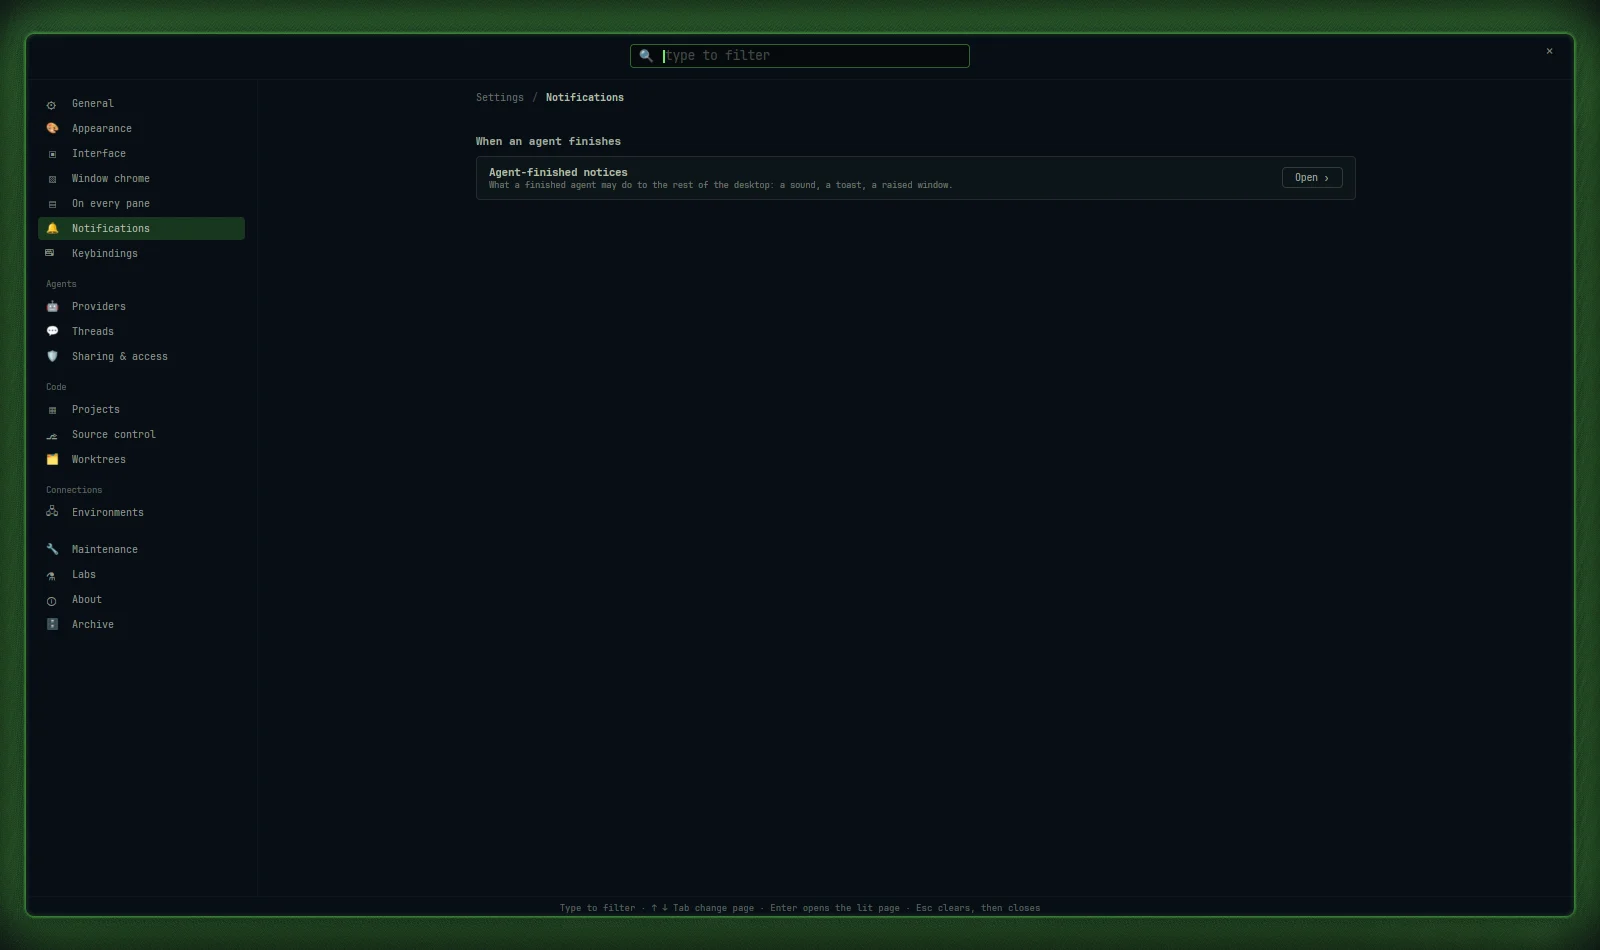 type to filter
×
General
Appearance
Interface
Window chrome
On every pane
Notifications
Keybindings
Agents
Providers
Threads
Sharing & access
Code
Projects
Source control
Worktrees
Connections
Environments
Maintenance
Labs
About
Archive
Settings / Notifications
When an agent finishes
Agent-finished notices
What a finished agent may do to the rest of the desktop: a sound, a toast, a raised window.
Open ›
Type to filter · ↑ ↓ Tab change page · Enter opens the lit page · Esc clears, then closes